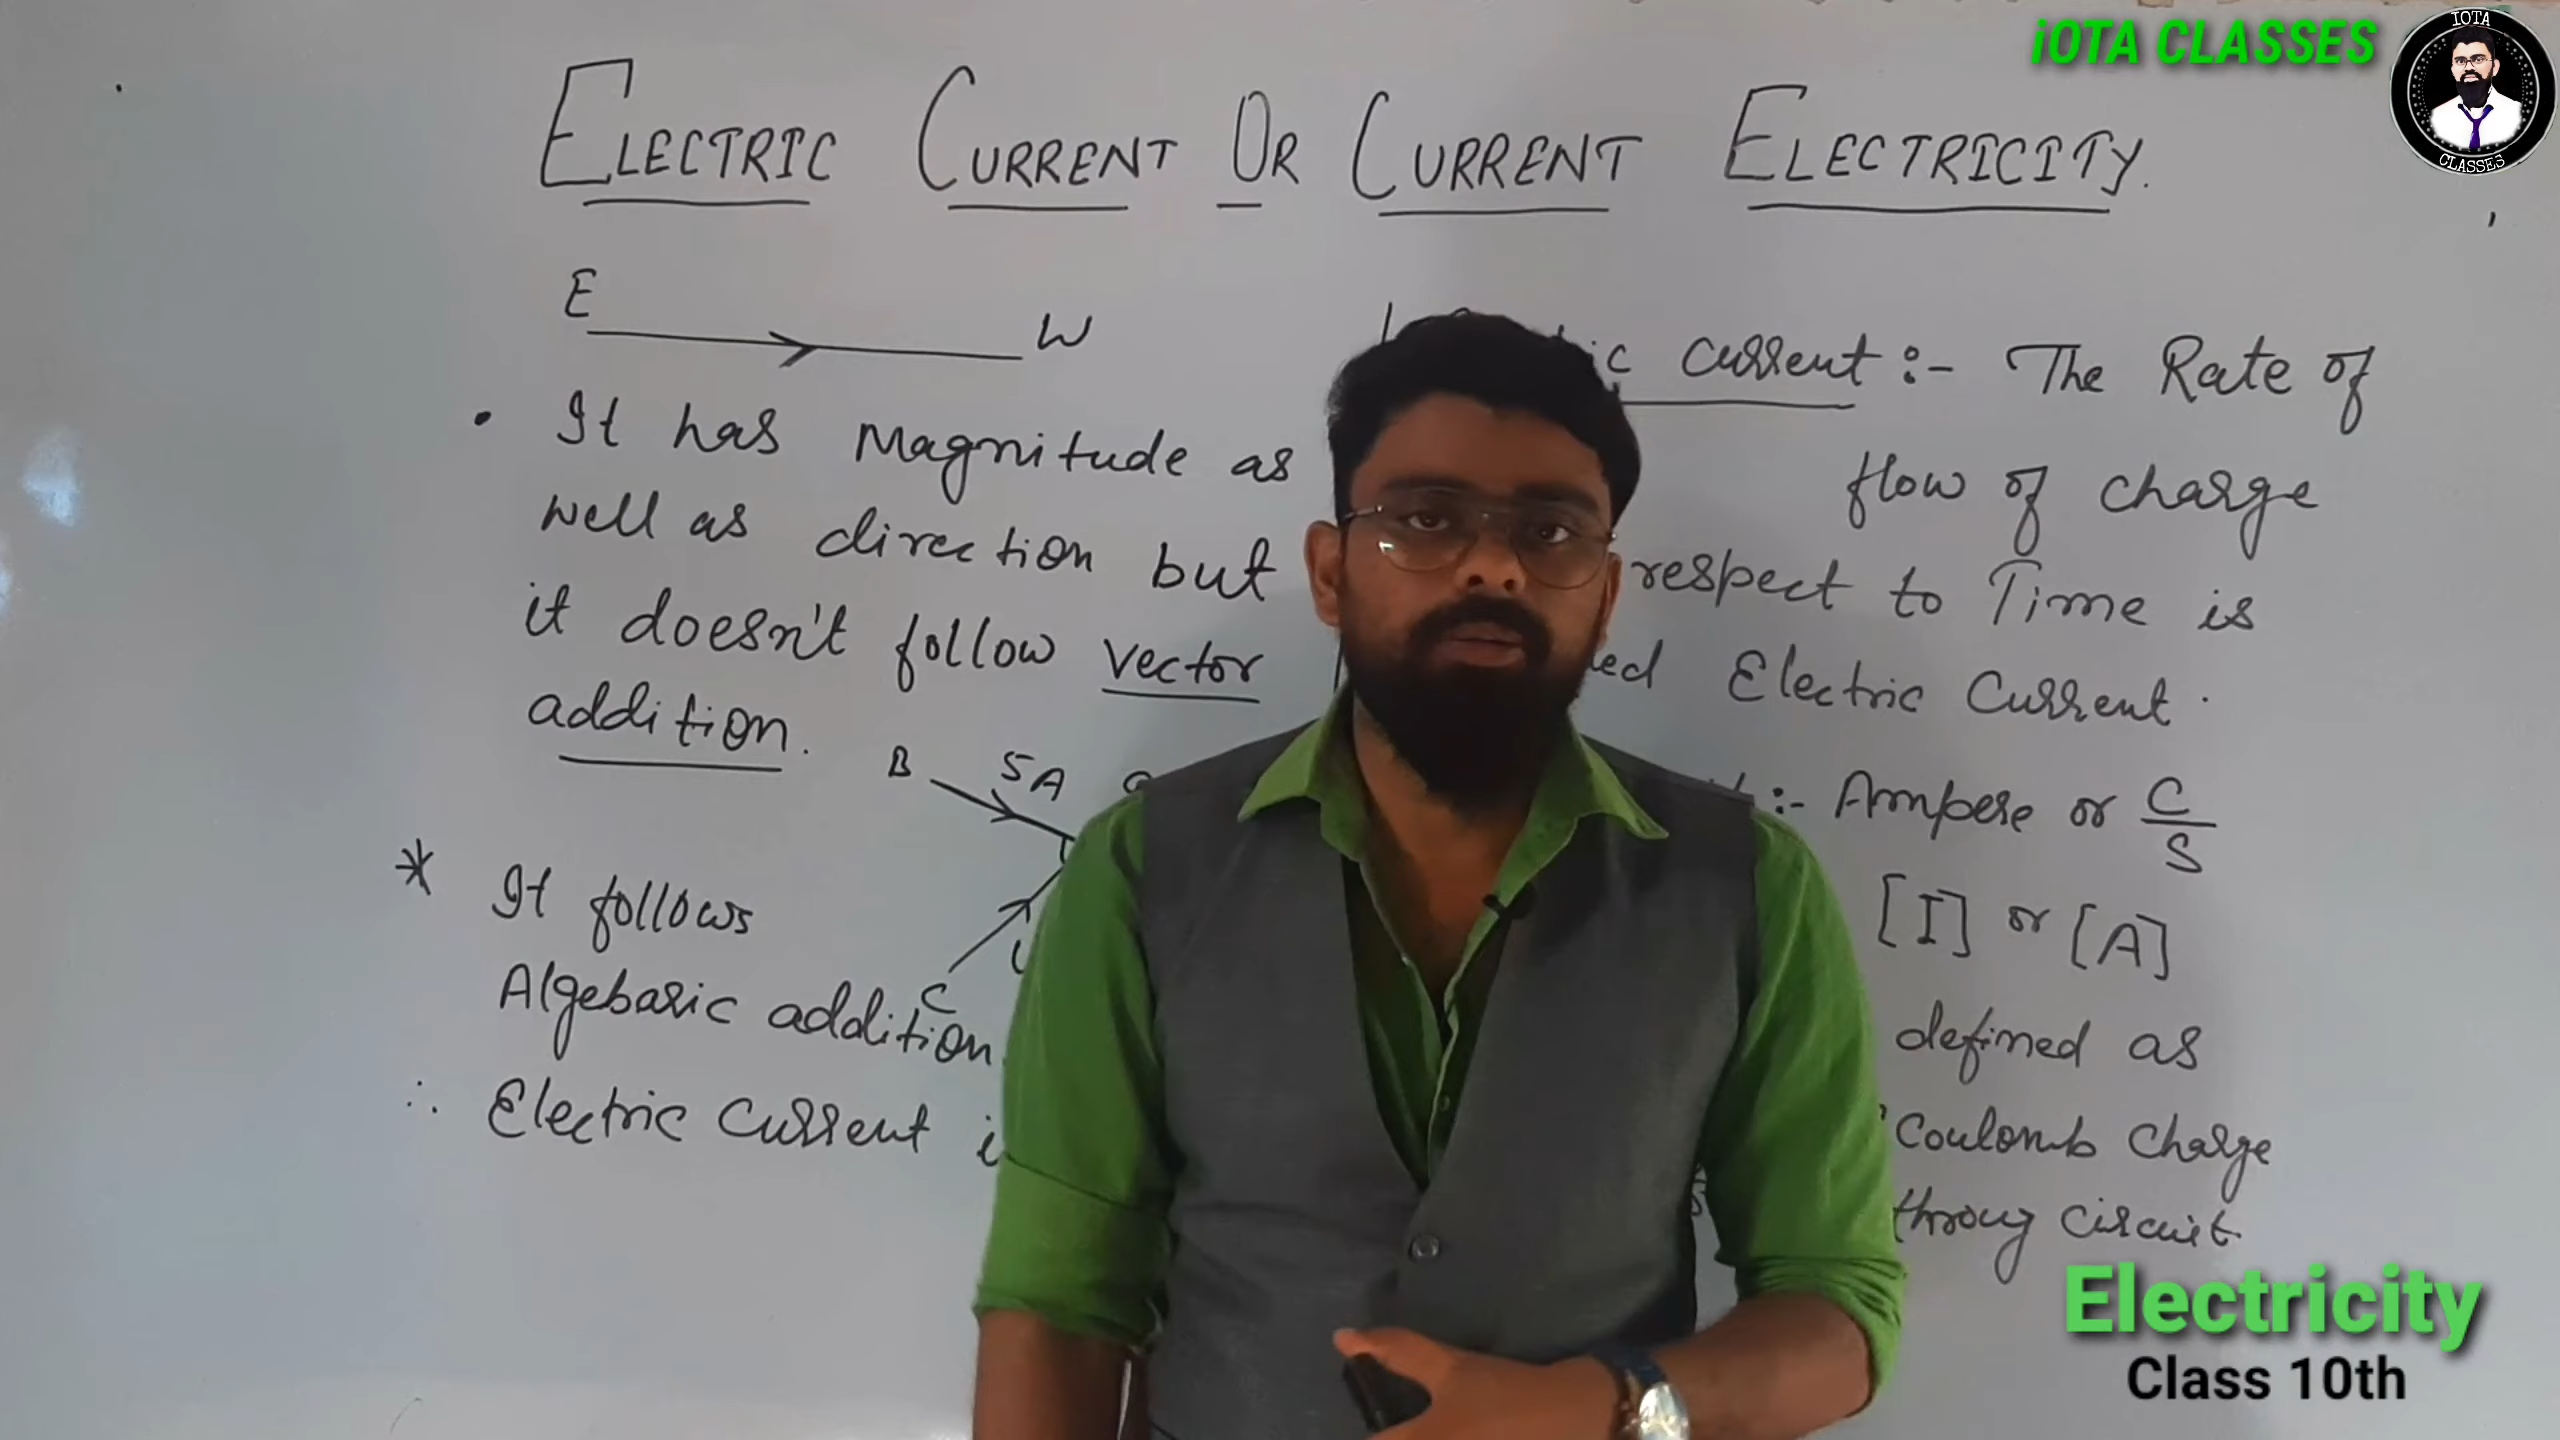 iOTA CLASSES
IOTA
CLASSES
ELECTRIC CURRENT OR CURRENT ELECTRICITY.
E
W
• It has Magnitude as
well as direction but
it doesn't follow vector
addition.
B 5A
C
* It follows
Algebaric addition
∴ Electric Current
c Current :- The Rate of
flow of charge
respect to Time is
ed Electric Current.
:- Ampere or C/S
[I] or [A]
defined as
Coulomb Charge
throug circuit
Electricity
Class 10th